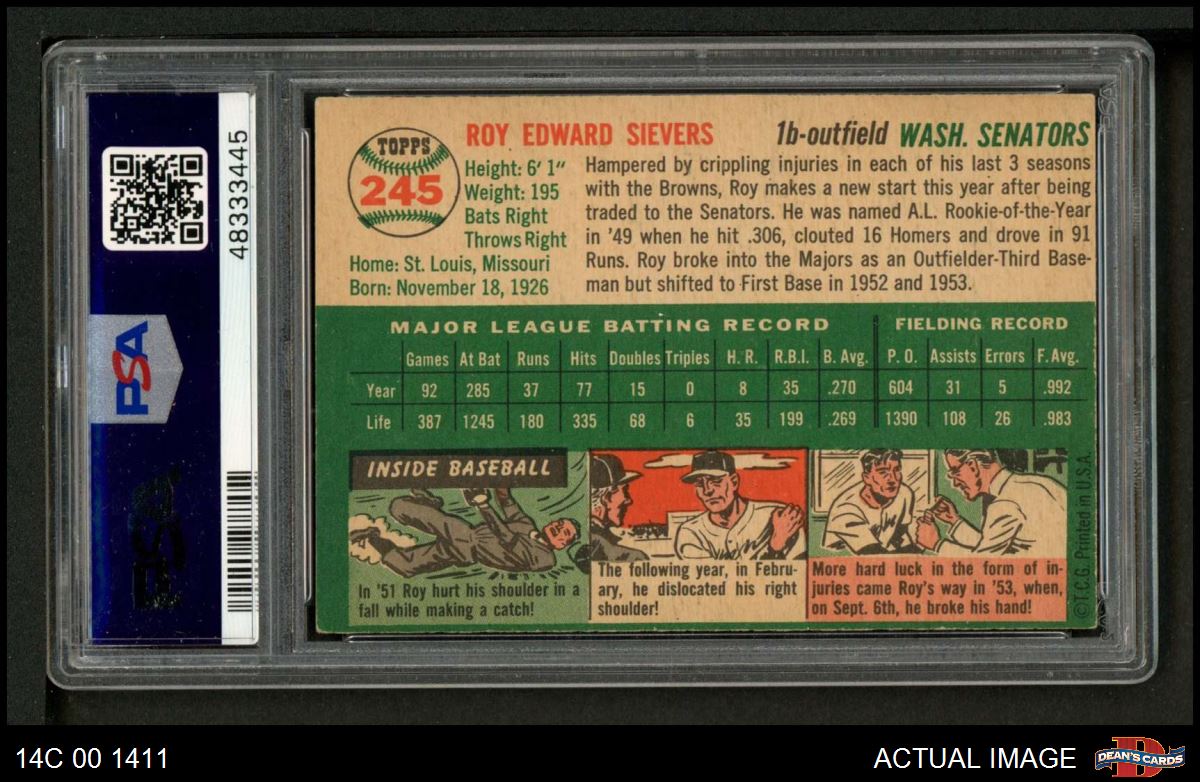 48333445
PSA
TOPPS
245
ROY EDWARD SIEVERS
1b-outfield WASH. SENATORS
Height: 6' 1"
Weight: 195
Bats Right
Throws Right
Home: St. Louis, Missouri
Born: November 18, 1926
Hampered by crippling injuries in each of his last 3 seasons
with the Browns, Roy makes a new start this year after being
traded to the Senators. He was named A.L. Rookie-of-the-Year
in '49 when he hit .306, clouted 16 Homers and drove in 91
Runs. Roy broke into the Majors as an Outfielder-Third Base-
man but shifted to First Base in 1952 and 1953.
MAJOR LEAGUE BATTING RECORD FIELDING RECORD
Games At Bat Runs Hits Doubles Triples H. R. R.B.I. B. Avg. P. O. Assists Errors F. Avg.
Year 92 285 37 77 15 0 8 35 .270 604 31 5 .992
Life 387 1245 180 335 68 6 35 199 .269 1390 108 26 .983
INSIDE BASEBALL
In '51 Roy hurt his shoulder in a
fall while making a catch!
The following year, in Febru-
ary, he dislocated his right
shoulder!
More hard luck in the form of in-
juries came Roy's way in '53, when,
on Sept. 6th, he broke his hand!
©T.C.G. Printed in U.S.A.
14C 00 1411
ACTUAL IMAGE
D
DEAN'S CARDS